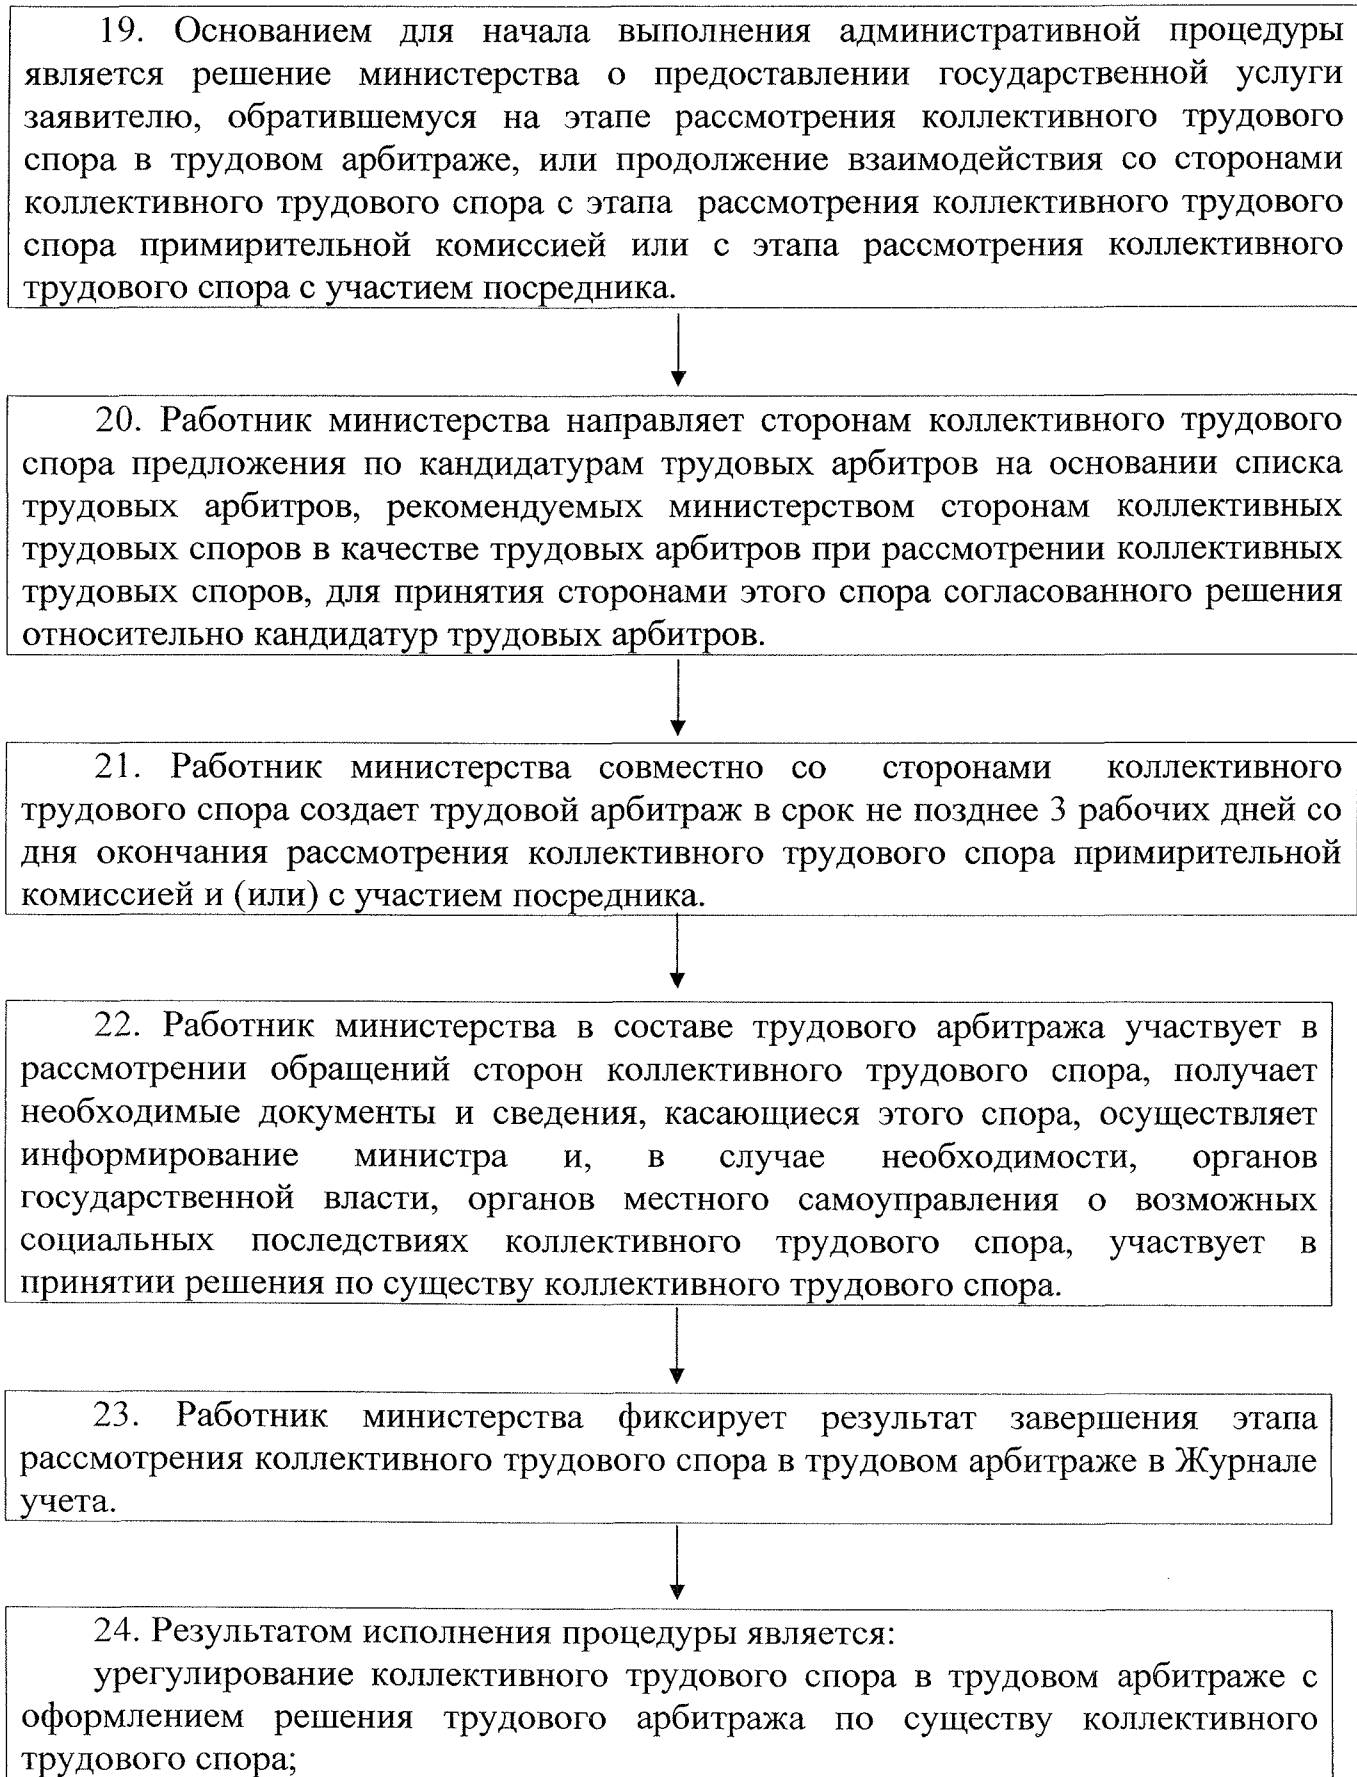 19. Основанием для начала выполнения административной процедуры
является решение министерства о предоставлении государственной услуги
заявителю, обратившемуся на этапе рассмотрения коллективного трудового
спора в трудовом арбитраже, или продолжение взаимодействия со сторонами
коллективного трудового спора с этапа рассмотрения коллективного трудового
спора примирительной комиссией или с этапа рассмотрения коллективного
трудового спора с участием посредника.
20. Работник министерства направляет сторонам коллективного трудового
спора предложения по кандидатурам трудовых арбитров на основании списка
трудовых арбитров, рекомендуемых министерством сторонам коллективных
трудовых споров в качестве трудовых арбитров при рассмотрении коллективных
трудовых споров, для принятия сторонами этого спора согласованного решения
относительно кандидатур трудовых арбитров.
21. Работник министерства совместно со сторонами коллективного
трудового спора создает трудовой арбитраж в срок не позднее 3 рабочих дней со
дня окончания рассмотрения коллективного трудового спора примирительной
комиссией и (или) с участием посредника.
22. Работник министерства в составе трудового арбитража участвует в
рассмотрении обращений сторон коллективного трудового спора, получает
необходимые документы и сведения, касающиеся этого спора, осуществляет
информирование министра и, в случае необходимости, органов
государственной власти, органов местного самоуправления о возможных
социальных последствиях коллективного трудового спора, участвует в
принятии решения по существу коллективного трудового спора.
23. Работник министерства фиксирует результат завершения этапа
рассмотрения коллективного трудового спора в трудовом арбитраже в Журнале
учета.
24. Результатом исполнения процедуры является:
урегулирование коллективного трудового спора в трудовом арбитраже с
оформлением решения трудового арбитража по существу коллективного
трудового спора;